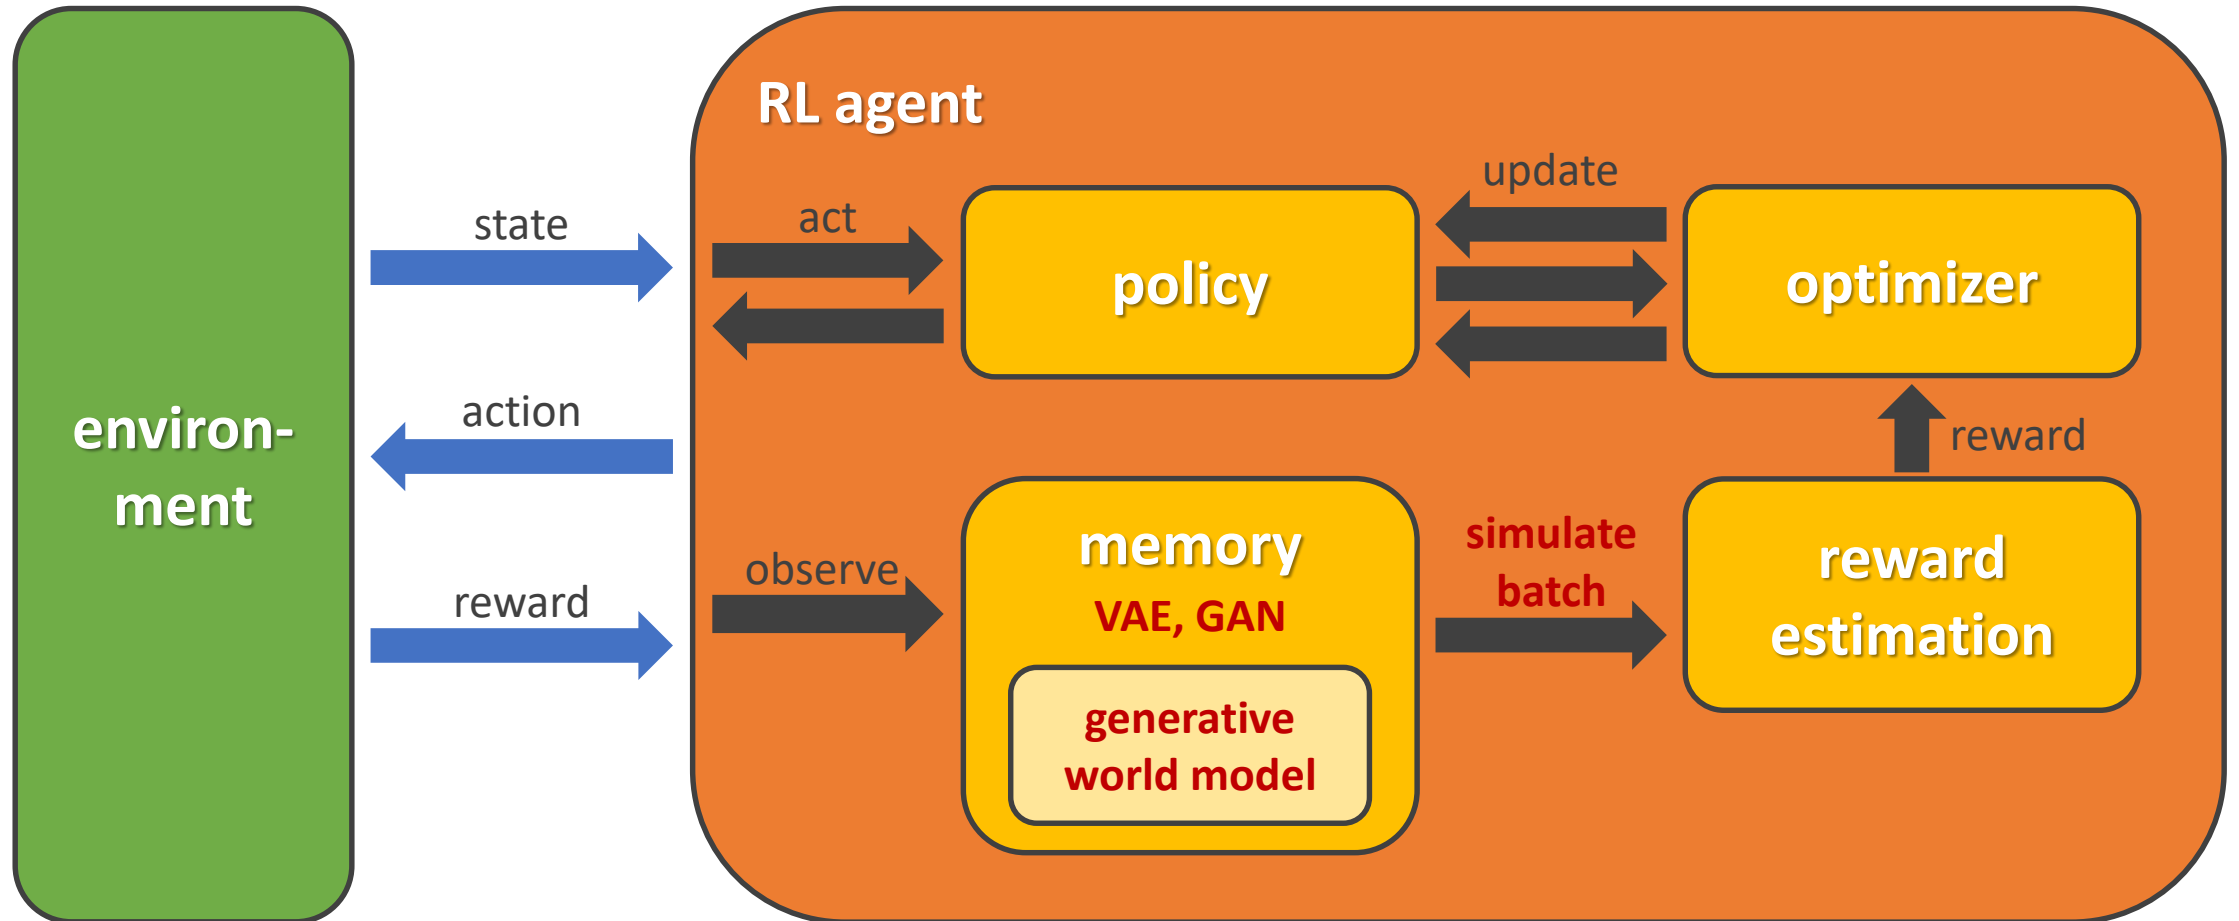 environ-
ment
state
action
reward
RL agent
act
policy
update
optimizer
reward
observe
memory
VAE, GAN
generative
world model
simulate
batch
reward
estimation